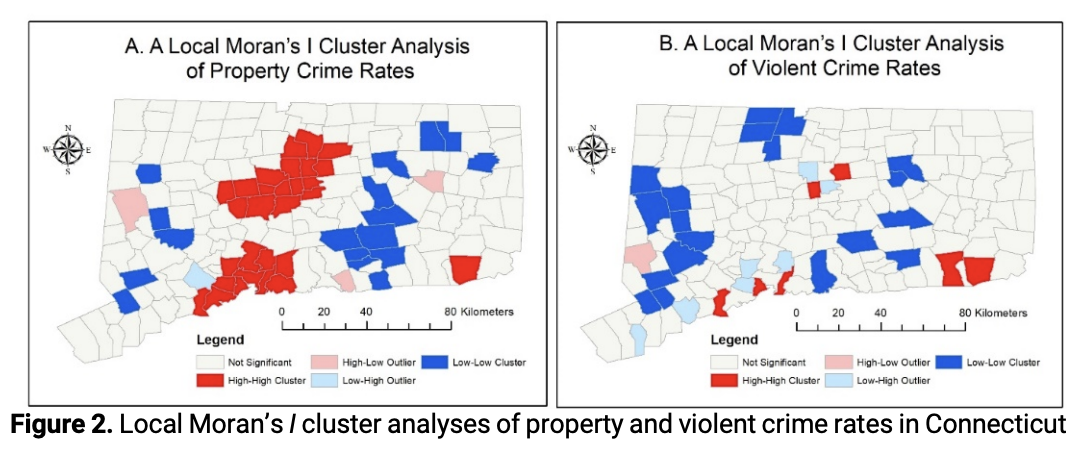 A. A Local Moran's I Cluster Analysis
of Property Crime Rates
N
W E
S
0 20 40 80 Kilometers
Legend
Not Significant High-Low Outlier Low-Low Cluster
High-High Cluster Low-High Outlier
B. A Local Moran's I Cluster Analysis
of Violent Crime Rates
N
W E
S
0 20 40 80 Kilometers
Legend
Not Significant High-Low Outlier Low-Low Cluster
High-High Cluster Low-High Outlier
Figure 2. Local Moran's I cluster analyses of property and violent crime rates in Connecticut